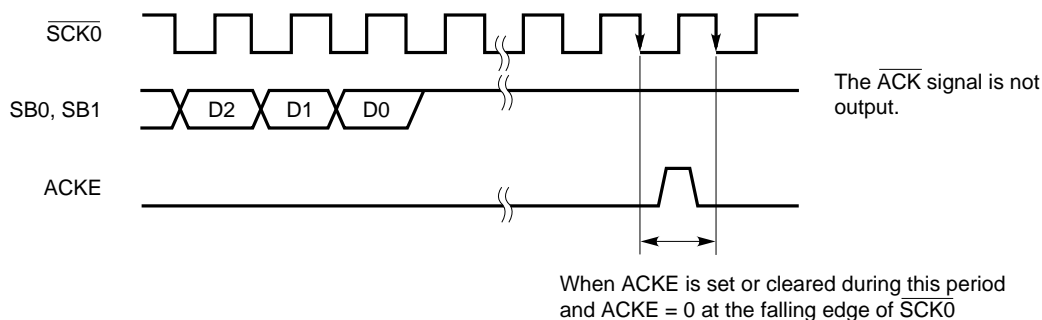 SCK0
SB0, SB1
D2 D1 D0
ACKE
The ACK signal is not
output.
When ACKE is set or cleared during this period
and ACKE = 0 at the falling edge of SCK0